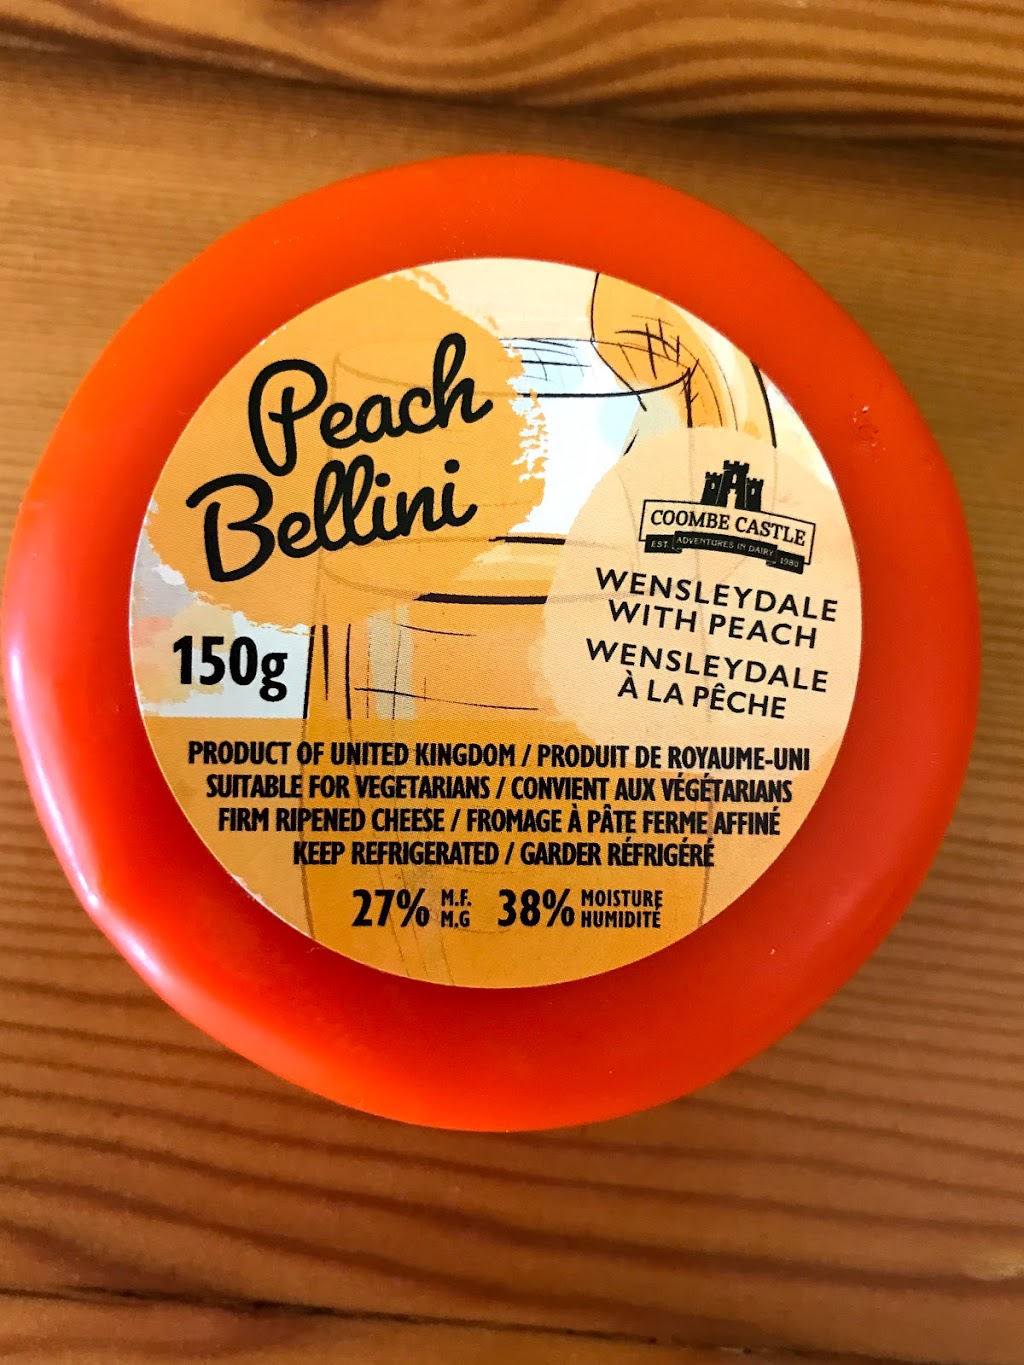 Peach
Bellini
COOMBE CASTLE
EST. ADVENTURES IN DAIRY 1980
WENSLEYDALE
WITH PEACH
WENSLEYDALE
À LA PÊCHE
150g
PRODUCT OF UNITED KINGDOM / PRODUIT DE ROYAUME-UNI
SUITABLE FOR VEGETARIANS / CONVIENT AUX VÉGÉTARIANS
FIRM RIPENED CHEESE / FROMAGE À PÂTE FERME AFFINÉ
KEEP REFRIGERATED / GARDER RÉFRIGÉRÉ
27% M.F. 38% MOISTURE
M.G HUMIDITÉ